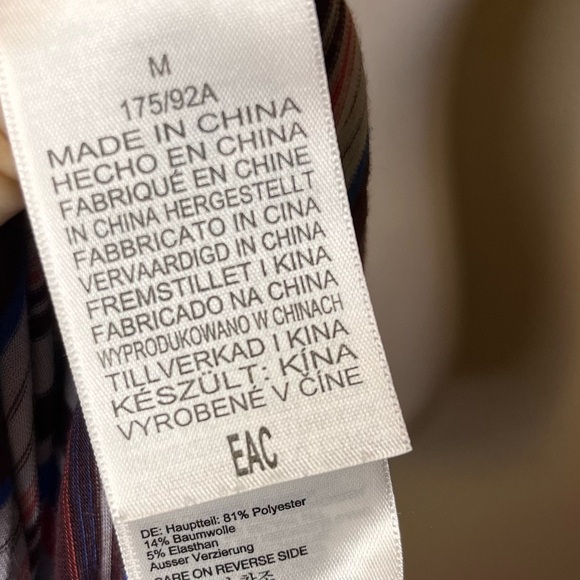 M
175/92A
MADE IN CHINA
HECHO EN CHINA
FABRIQUÉ EN CHINE
IN CHINA HERGESTELLT
FABBRICATO IN CINA
VERVAARDIGD IN CHINA
FREMSTILLET I KINA
FABRICADO NA CHINA
WYPRODUKOWANO W CHINACH
TILLVERKAD I KINA
KÉSZÜLT: KÍNA
VYROBENÉ V ČÍNE
EAC
DE: Hauptteil: 81% Polyester
14% Baumwolle
5% Elasthan
Ausser Verzierung
CARE ON REVERSE SIDE